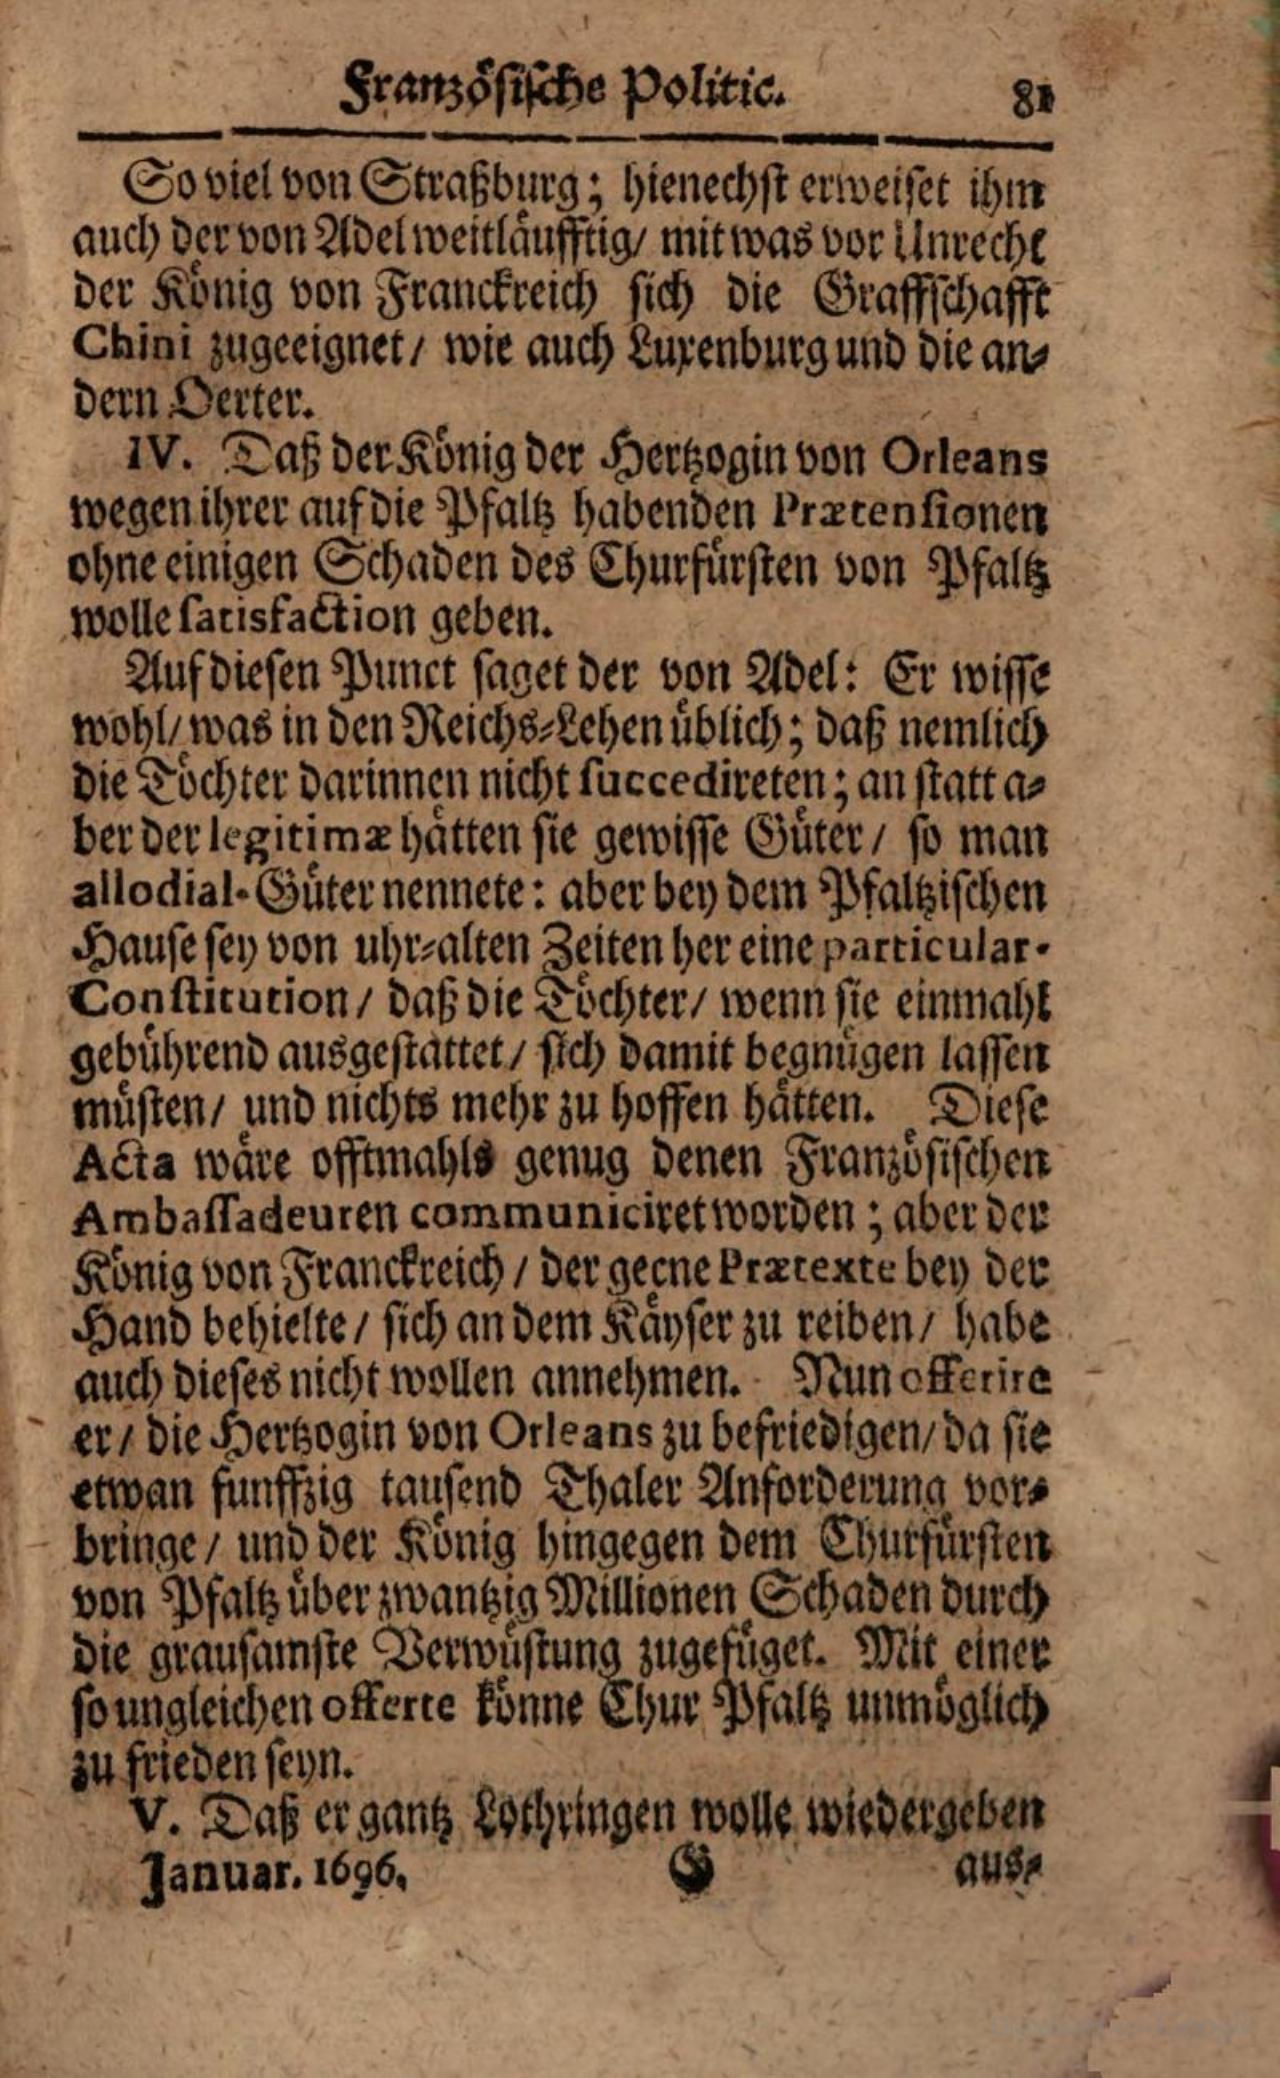 Französische Politic. 81
So viel von Straßburg; hienechst erweiset ihm
auch der von Adel weitläufftig/ mit was vor Unrecht
der König von Franckreich sich die Graffschafft
Chini zugeeignet/ wie auch Luxenburg und die an-
dern Oerter.
IV. Daß der König der Hertzogin von Orleans
wegen ihrer auf die Pfaltz habenden Prætensionen
ohne einigen Schaden des Churfürsten von Pfaltz
wolle satisfaction geben.
Auf diesen Punct saget der von Adel: Er wisse
wohl/ was in den Reichs-Lehen üblich; daß nemlich
die Töchter darinnen nicht succedireten; an statt a-
ber der legitimæ hätten sie gewisse Güter/ so man
allodial-Güter nennete: aber bey dem Pfaltzischen
Hause sey von uhr-alten Zeiten her eine particular-
Constitution/ daß die Töchter/ wenn sie einmahl
gebührend ausgestattet/ sich damit begnügen lassen
müsten/ und nichts mehr zu hoffen hätten. Diese
Acta wäre offtmahls genug denen Französischen
Ambassadeuren communiciret worden; aber der
König von Franckreich/ der gerne Prætexte bey der
Hand behielte/ sich an dem Käyser zu reiben/ habe
auch dieses nicht wollen annehmen. Nun offerire
er/ die Hertzogin von Orleans zu befriedigen/ da sie
etwan funffzig tausend Thaler Anforderung vor-
bringe/ und der König hingegen dem Churfürsten
von Pfaltz über zwantzig Millionen Schaden durch
die grausamste Verwüstung zugefüget. Mit einer
so ungleichen offerte könne Chur Pfaltz unmöglich
zu frieden seyn.
V. Daß er gantz Lothringen wolle wiedergeben
Januar. 1696. G aus-